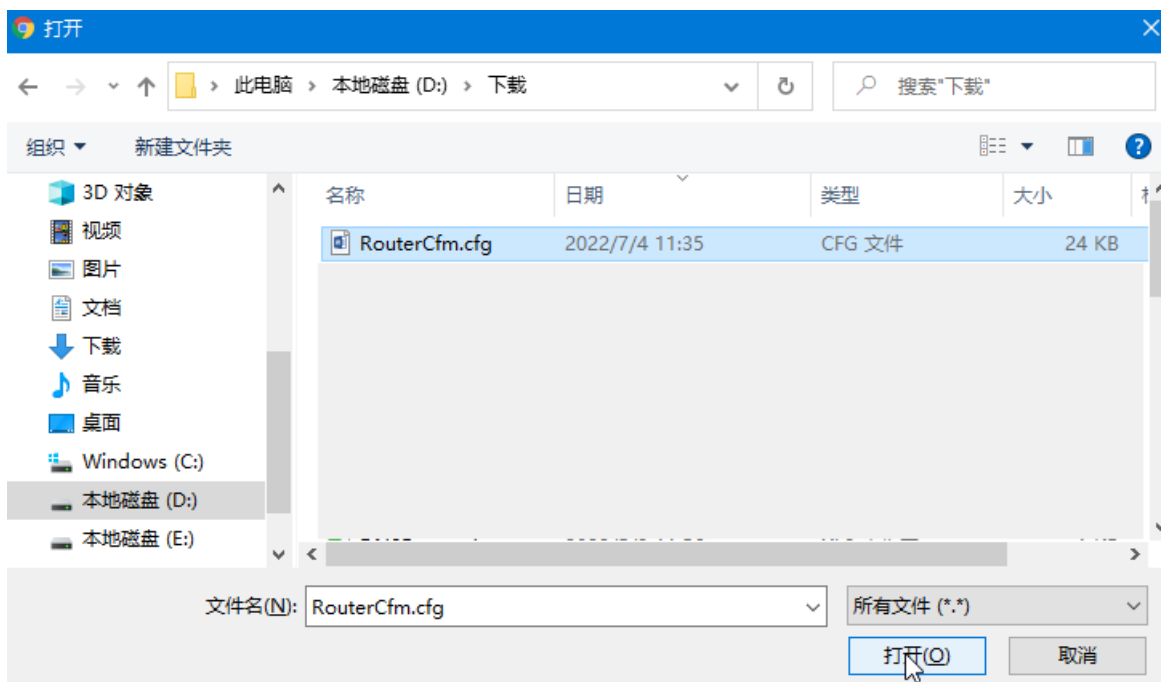 打开
此电脑 › 本地磁盘 (D:) › 下载
搜索"下载"
组织 新建文件夹
名称 日期 类型 大小
3D 对象
视频
图片
文档
下载
音乐
桌面
Windows (C:)
本地磁盘 (D:)
本地磁盘 (E:)
RouterCfm.cfg 2022/7/4 11:35 CFG 文件 24 KB
文件名(N): RouterCfm.cfg 所有文件 (*.*)
打开(O) 取消